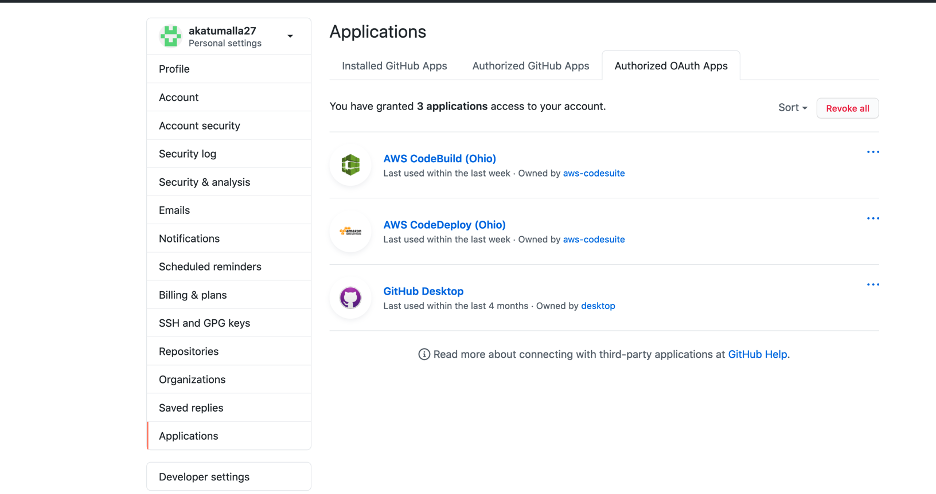 akatumalla27
Personal settings
Profile
Account
Account security
Security log
Security & analysis
Emails
Notifications
Scheduled reminders
Billing & plans
SSH and GPG keys
Repositories
Organizations
Saved replies
Applications
Developer settings
Applications
Installed GitHub Apps
Authorized GitHub Apps
Authorized OAuth Apps
You have granted 3 applications access to your account.
Sort
Revoke all
AWS CodeBuild (Ohio)
Last used within the last week · Owned by aws-codesuite
AWS CodeDeploy (Ohio)
Last used within the last week · Owned by aws-codesuite
GitHub Desktop
Last used within the last 4 months · Owned by desktop
Read more about connecting with third-party applications at GitHub Help.